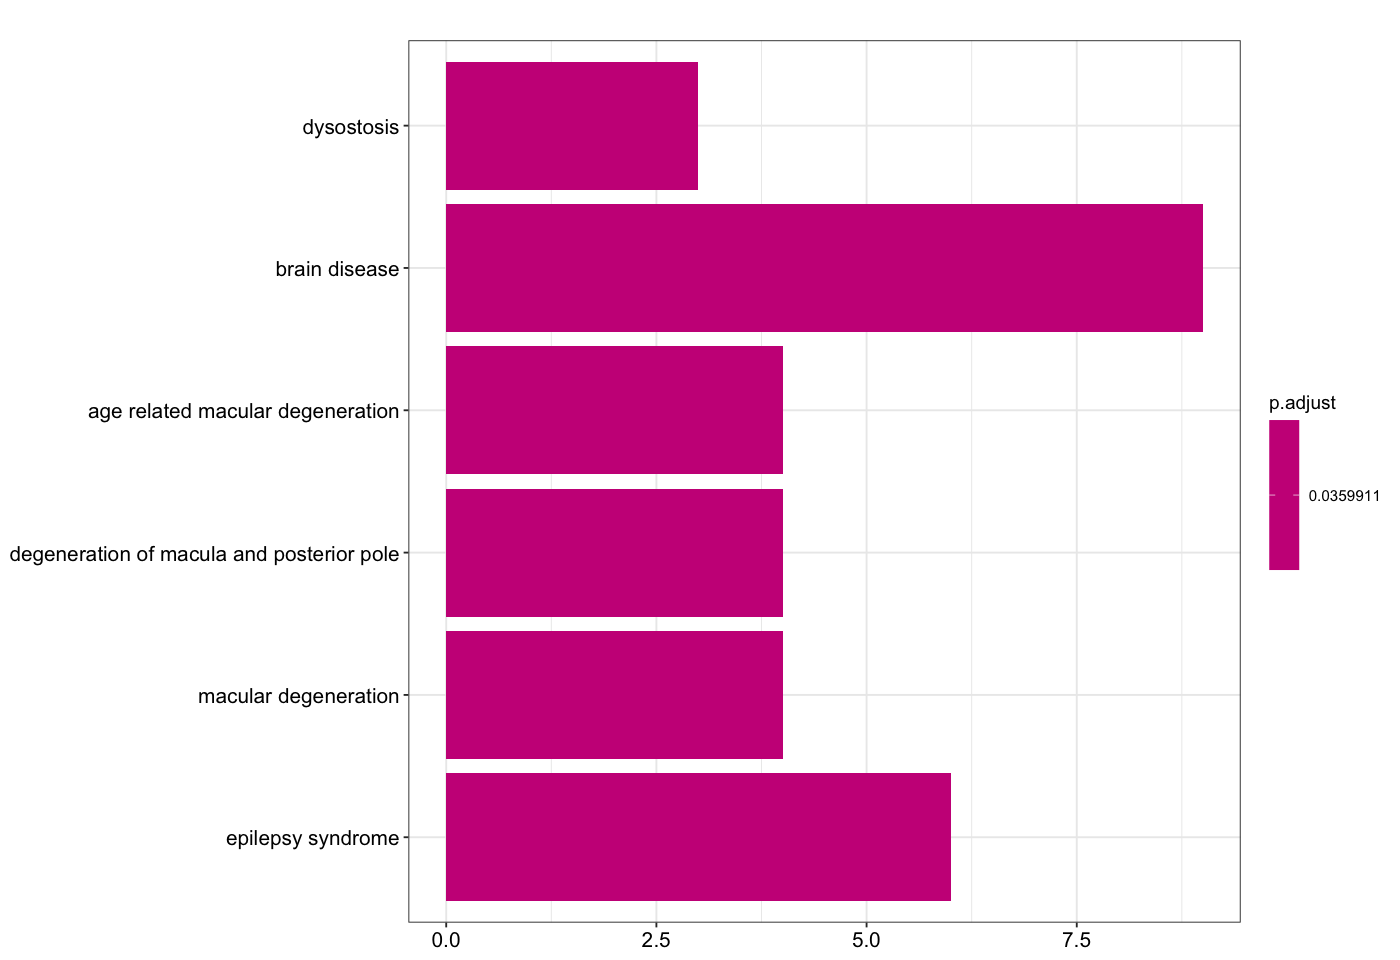 dysostosis
brain disease
age related macular degeneration
degeneration of macula and posterior pole
macular degeneration
epilepsy syndrome
0.0
2.5
5.0
7.5
p.adjust
0.0359911